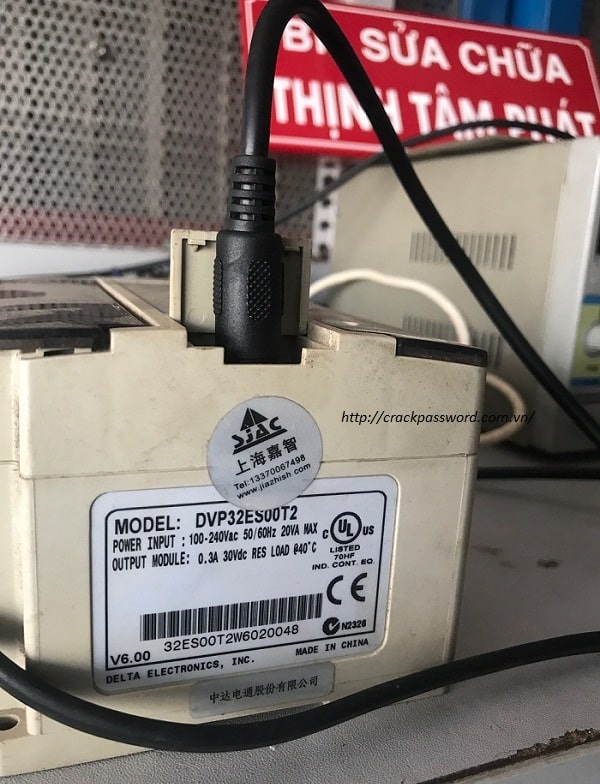 SỬA CHỮA
THỊNH TÂM PHÁT
http://crackpassword.com.vn/
SJAC
上海嘉智
Tel:13370067498
www.jiazhish.com
MODEL: DVP32ES00T2
POWER INPUT : 100-240Vac 50/60Hz 20VA MAX
OUTPUT MODULE: 0.3A 30Vdc RES LOAD @40°C
C UL US
LISTED
70HF
IND. CONT. EQ.
CE
N2326
32ES00T2W6020048
V6.00
MADE IN CHINA
DELTA ELECTRONICS, INC.
中达电通股份有限公司